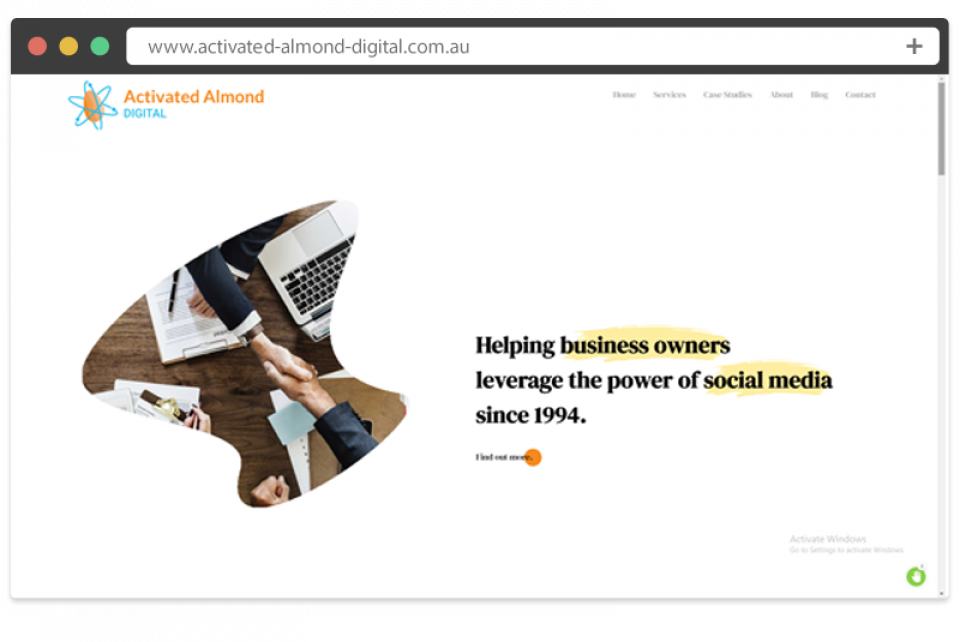 www.activated-almond-digital.com.au
Activated Almond
DIGITAL
Home Services Case Studies About Blog Contact
Helping business owners
leverage the power of social media
since 1994.
Find out more.
Activate Windows
Go to Settings to activate Windows.